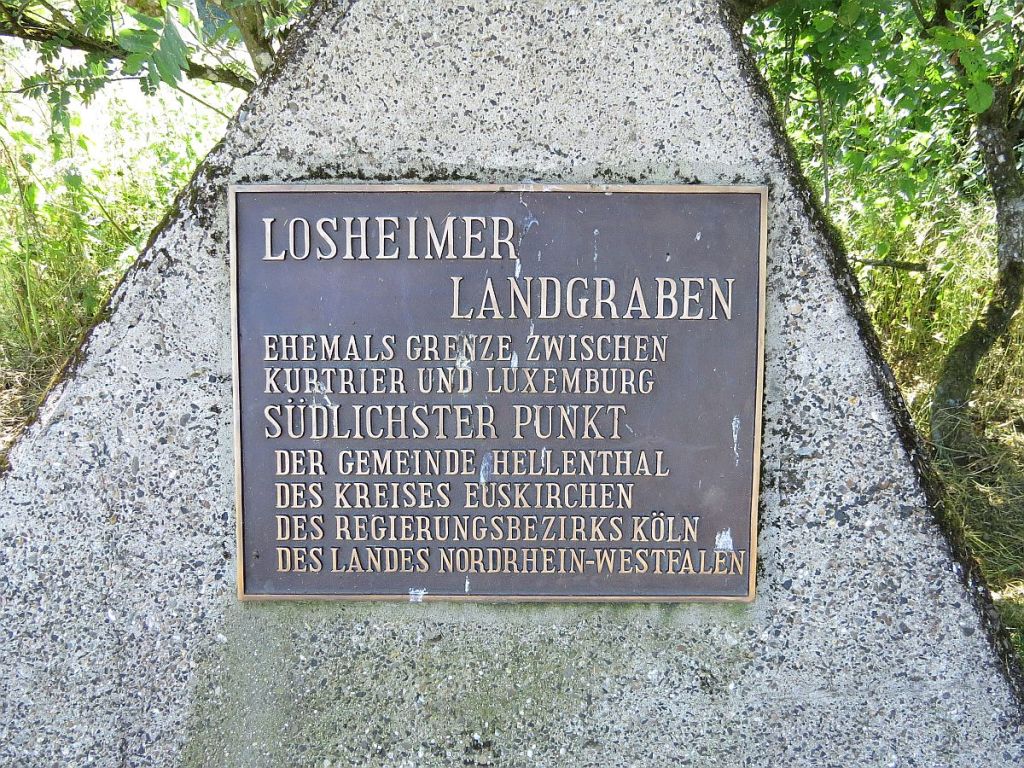 LOSHEIMER
LANDGRABEN
EHEMALS GRENZE ZWISCHEN
KURTRIER UND LUXEMBURG
SÜDLICHSTER PUNKT
DER GEMEINDE HELLENTHAL
DES KREISES EUSKIRCHEN
DES REGIERUNGSBEZIRKS KÖLN
DES LANDES NORDRHEIN-WESTFALEN